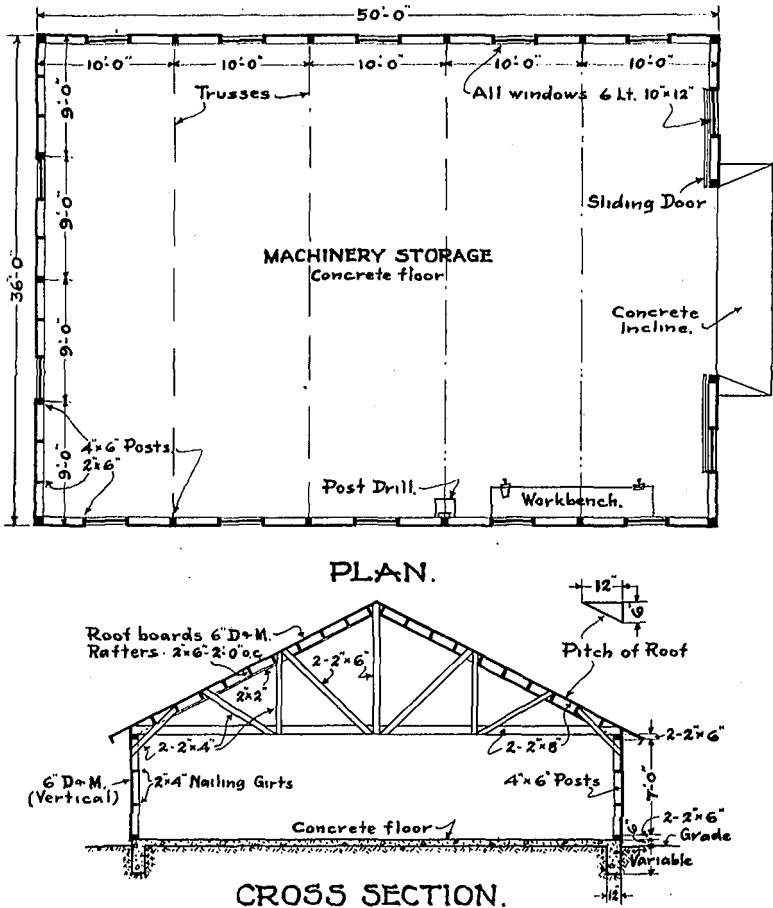 50'-0"
10'-0" 10'-0" 10'-0" 10'-0" 10'-0"
Trusses
All windows 6 Lt. 10"x12"
9'-0"
Sliding Door
MACHINERY STORAGE
Concrete floor
36'-0"
9'-0"
Concrete
Incline.
9'-0"
4"x6" Posts.
2"x6"
9'-0"
Post Drill.
Workbench.
PLAN.
12"
6"
Roof boards 6" D&M.
Rafters - 2"x6"-2'-0" o.c.
2-2"x6"
Pitch of Roof
2"x2"
2-2"x4"
2-2"x8"
2-2"x6"
6" D&M.
(Vertical)
2"x4" Nailing Girts
4"x6" Posts
7'-0"
2-2"x6"
Concrete floor
6"
Grade
Variable
12"
CROSS SECTION.